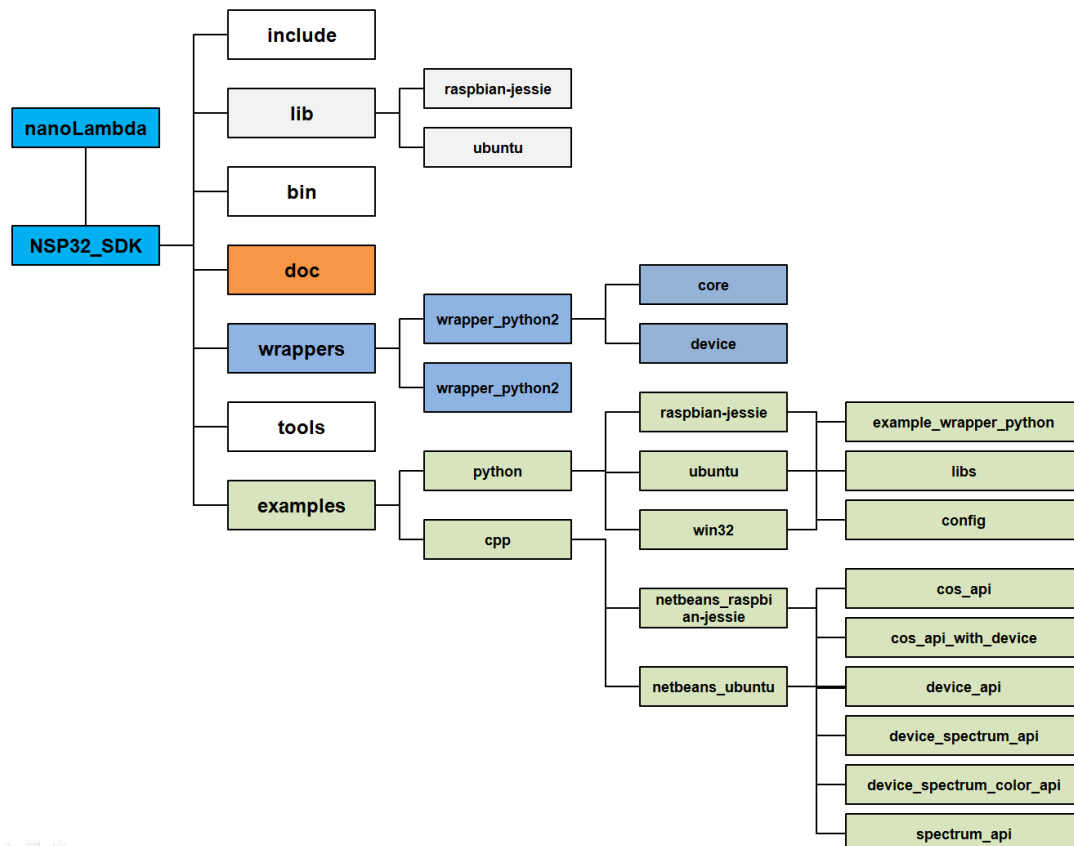 include
raspbian-jessie
lib
nanoLambda
ubuntu
bin
NSP32_SDK
doc
core
wrapper_python2
device
wrappers
wrapper_python2
raspbian-jessie
example_wrapper_python
tools
python
ubuntu
libs
examples
win32
config
cpp
cos_api
netbeans_raspbi
an-jessie
cos_api_with_device
netbeans_ubuntu
device_api
device_spectrum_api
device_spectrum_color_api
spectrum_api